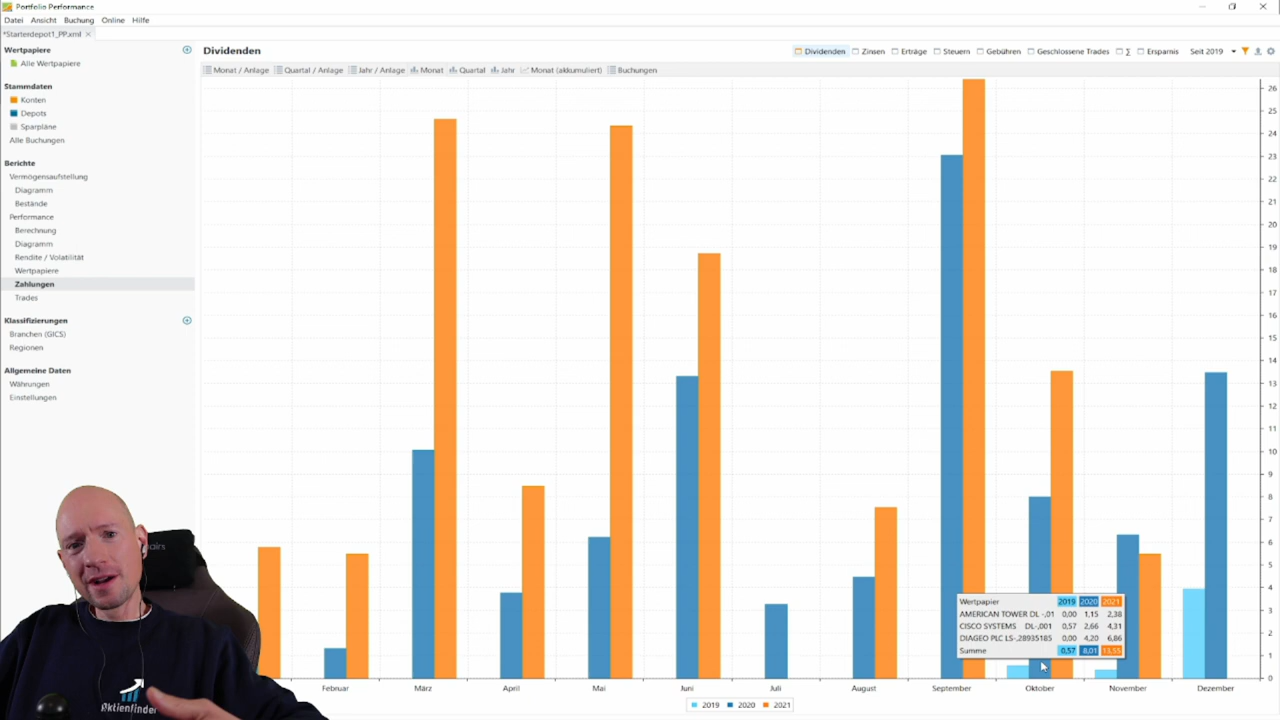 Portfolio Performance
Datei Ansicht Buchung Online Hilfe
*Starterdepot1_PP.xml
Wertpapiere
Alle Wertpapiere
Stammdaten
Konten
Depots
Sparpläne
Alle Buchungen
Berichte
Vermögensaufstellung
Diagramm
Bestände
Performance
Berechnung
Diagramm
Rendite / Volatilität
Wertpapiere
Zahlungen
Trades
Klassifizierungen
Branchen (GICS)
Regionen
Allgemeine Daten
Währungen
Einstellungen
Dividenden
Dividenden Zinsen Erträge Steuern Gebühren Geschlossene Trades Σ Ersparnis Seit 2019
Monat / Anlage Quartal / Anlage Jahr / Anlage Monat Quartal Jahr Monat (akkumuliert) Buchungen
26
25
24
23
22
21
20
19
18
17
16
15
14
13
12
11
10
9
8
7
6
5
4
3
2
1
0
Wertpapier 2019 2020 2021
AMERICAN TOWER DL -,01 0,00 1,15 2,38
CISCO SYSTEMS DL-,001 0,57 2,66 4,31
DIAGEO PLC LS-,28935185 0,00 4,20 6,86
Summe 0,57 8,01 13,55
Februar März April Mai Juni Juli August September Oktober November Dezember
2019 2020 2021
Aktienfinder